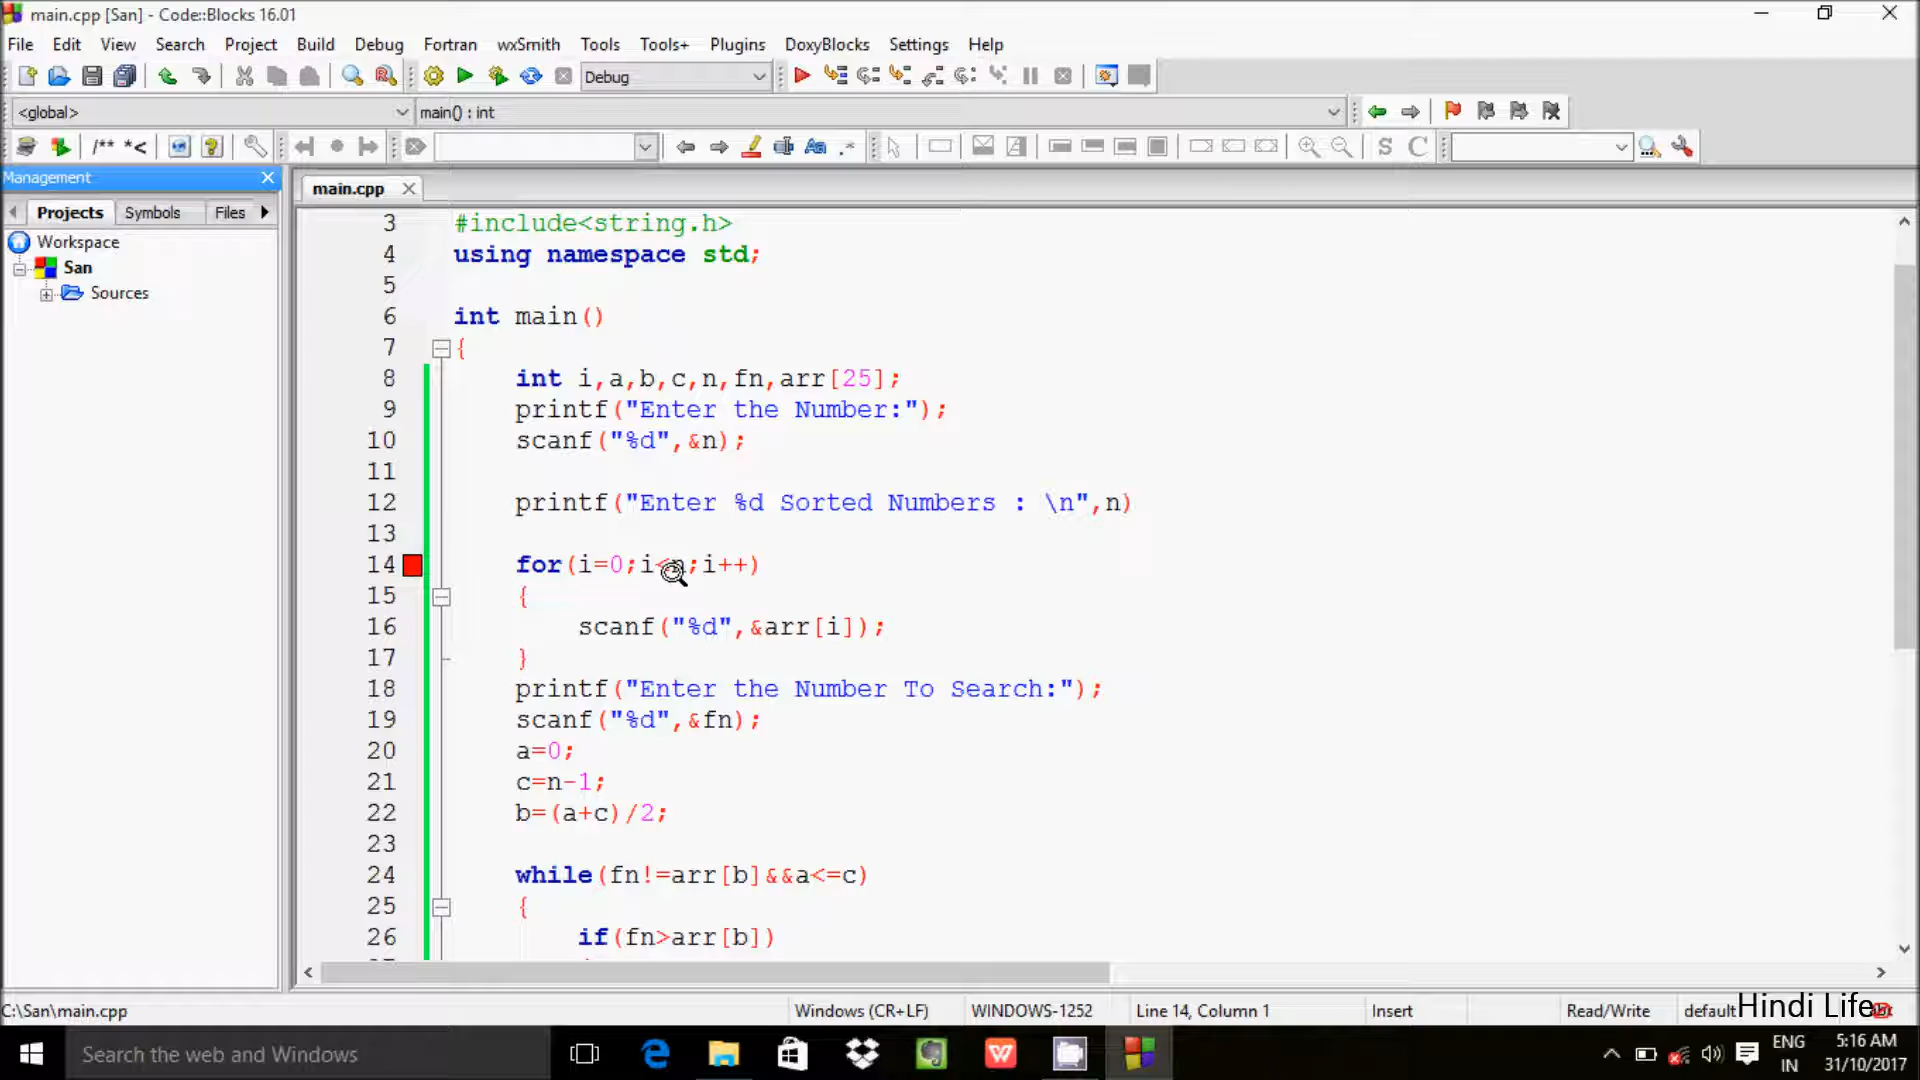 main.cpp [San] - Code::Blocks 16.01
File Edit View Search Project Build Debug Fortran wxSmith Tools Tools+ Plugins DoxyBlocks Settings Help
Debug
<global> main() : int
/** *<
S C
Management
main.cpp
Projects Symbols Files
Workspace
San
Sources
3 #include<string.h>
4 using namespace std;
5
6 int main()
7 {
8 int i,a,b,c,n,fn,arr[25];
9 printf("Enter the Number:");
10 scanf("%d",&n);
11
12 printf("Enter %d Sorted Numbers : \n",n)
13
14 for(i=0;i<n;i++)
15 {
16 scanf("%d",&arr[i]);
17 }
18 printf("Enter the Number To Search:");
19 scanf("%d",&fn);
20 a=0;
21 c=n-1;
22 b=(a+c)/2;
23
24 while(fn!=arr[b]&&a<=c)
25 {
26 if(fn>arr[b])
C:\San\main.cpp Windows (CR+LF) WINDOWS-1252 Line 14, Column 1 Insert Read/Write default
Hindi Life
Search the web and Windows
ENG
IN
5:16 AM
31/10/2017